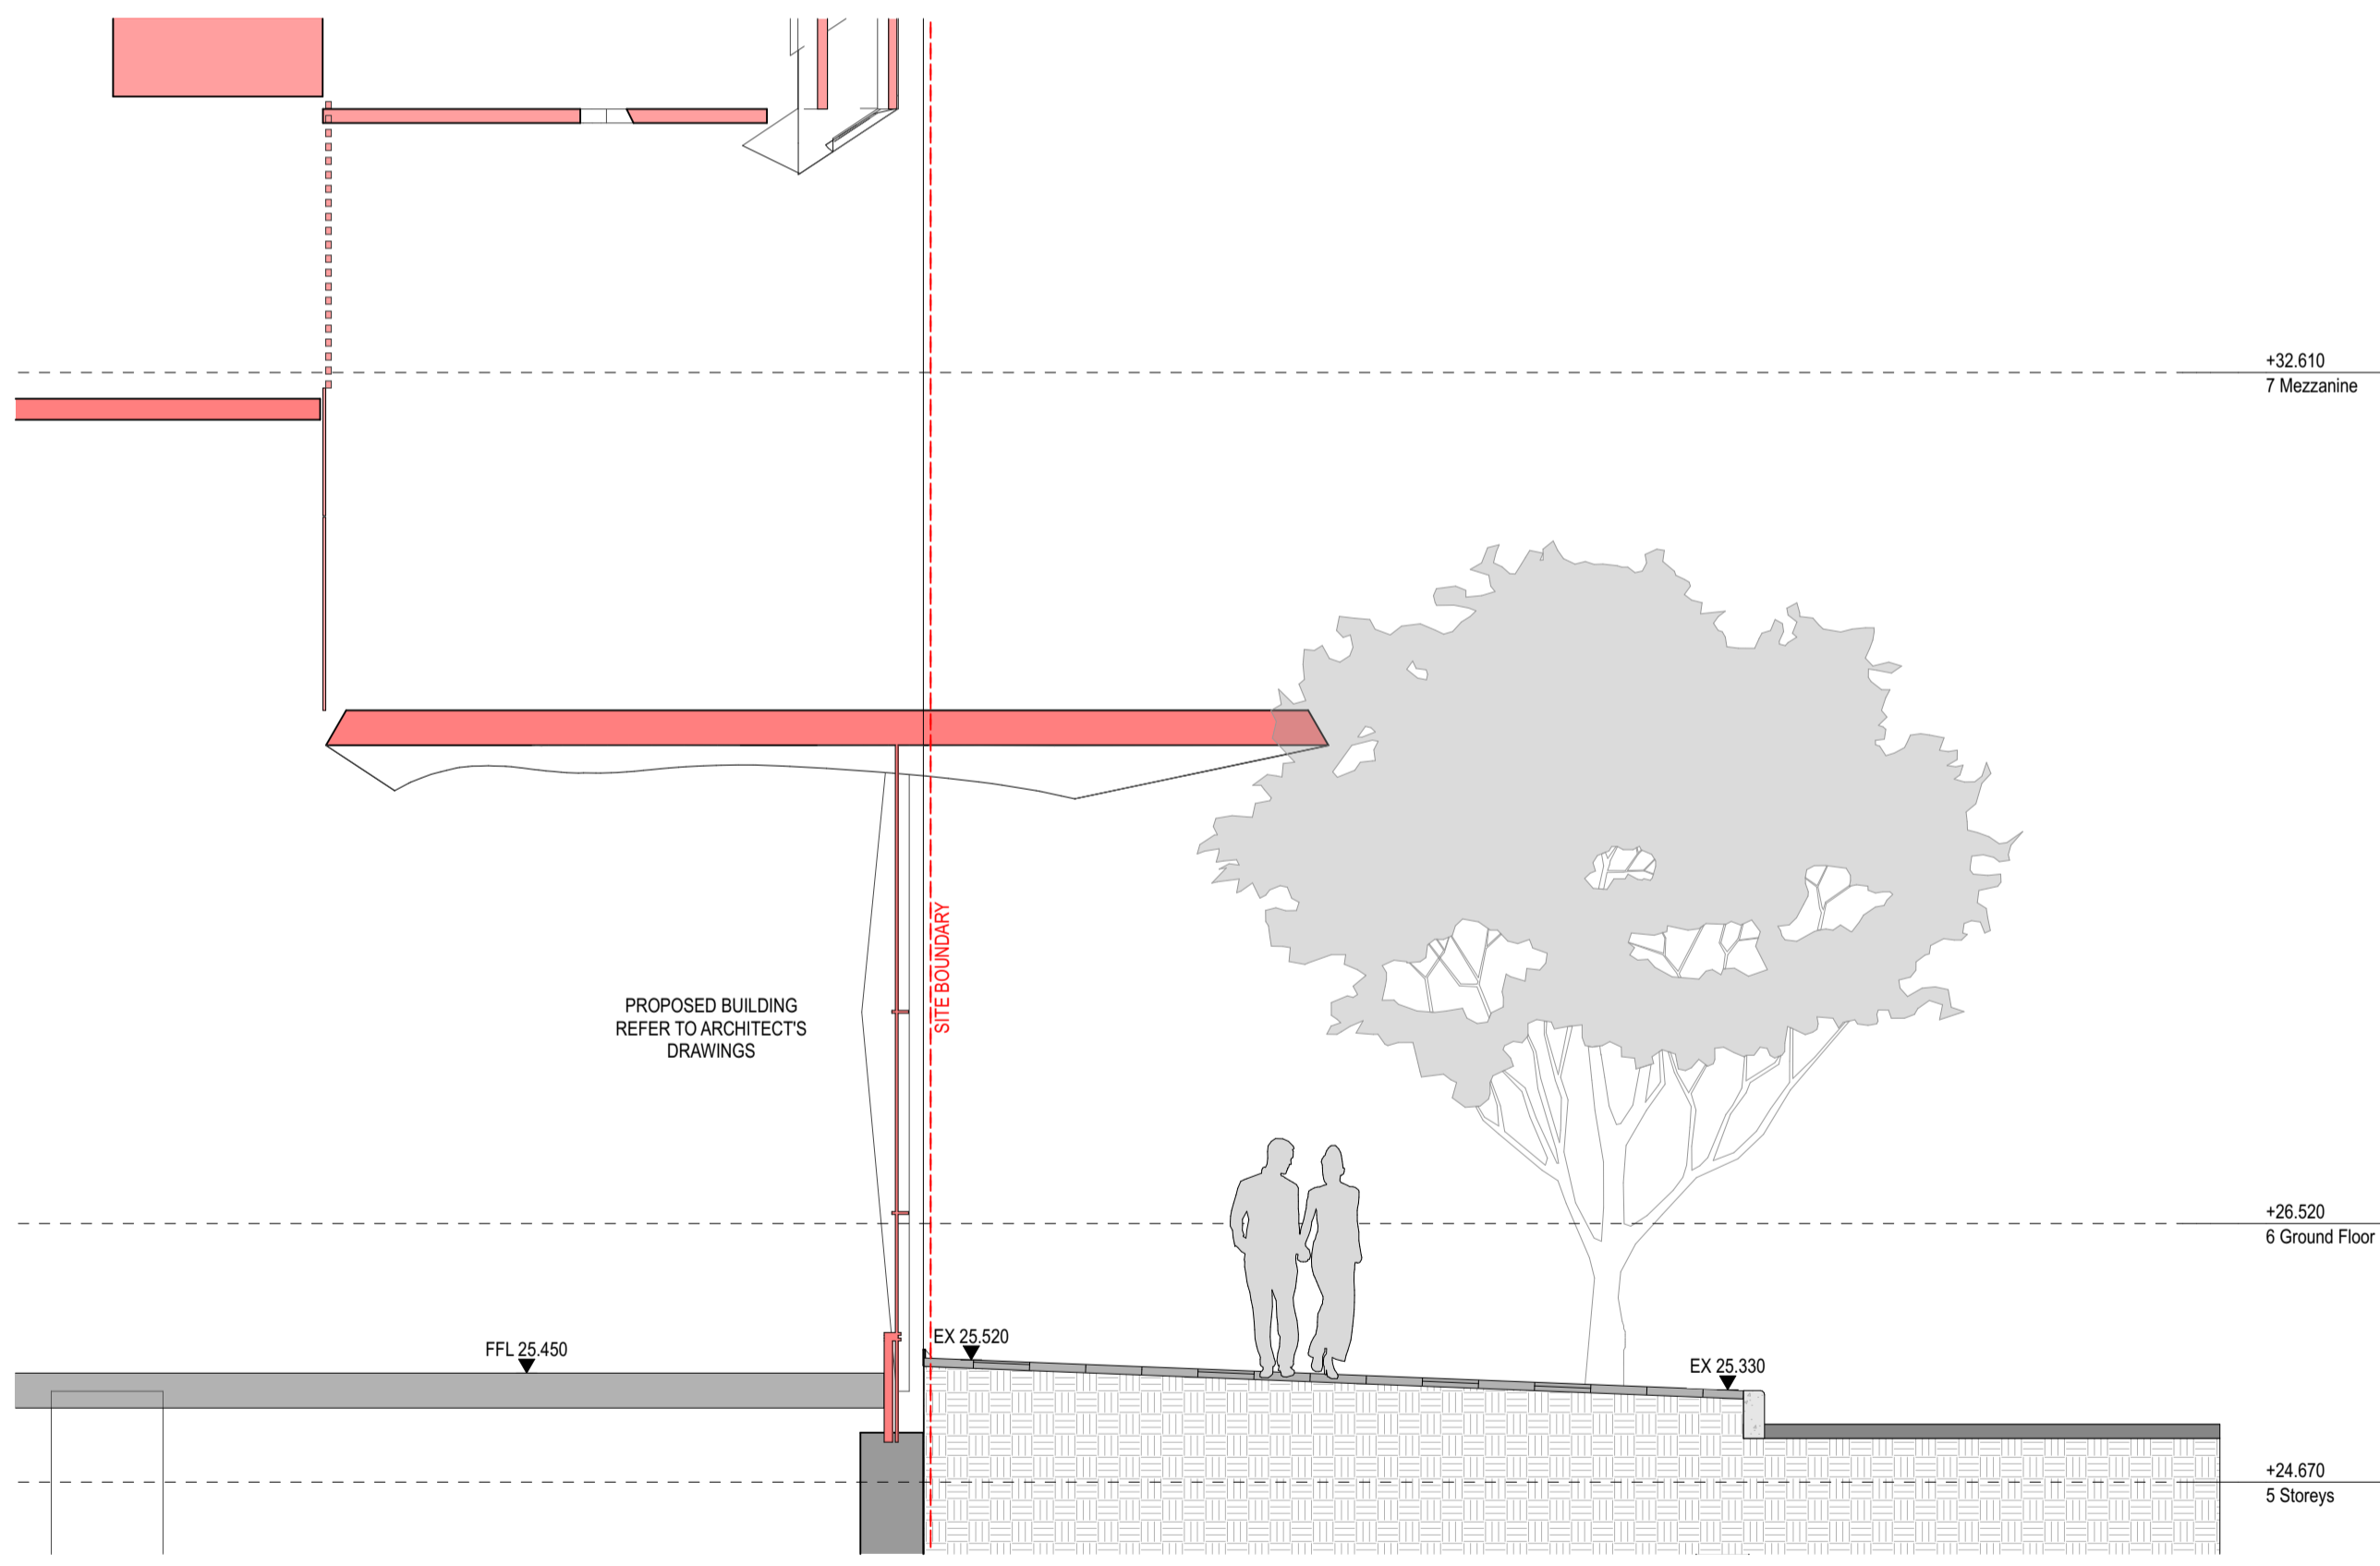 +32.610
7 Mezzanine
SITE BOUNDARY
PROPOSED BUILDING
REFER TO ARCHITECT'S
DRAWINGS
+26.520
6 Ground Floor
FFL 25.450
EX 25.520
EX 25.330
+24.670
5 Storeys